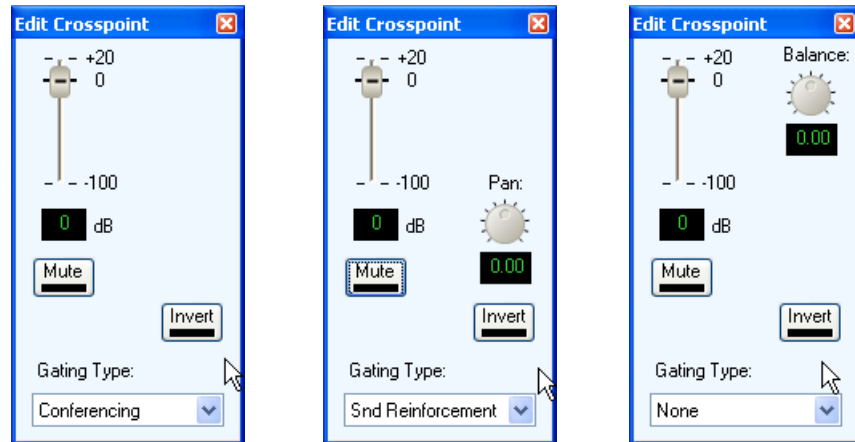 Edit Crosspoint
+20
0
-100
0 dB
Mute
Invert
Gating Type:
Conferencing
Edit Crosspoint
+20
0
-100
Pan:
0 dB
0.00
Mute
Invert
Gating Type:
Snd Reinforcement
Edit Crosspoint
Balance:
+20
0
0.00
-100
0 dB
Mute
Invert
Gating Type:
None